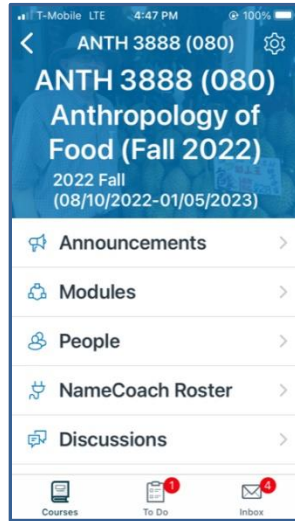 T-Mobile LTE 4:47 PM 100%
ANTH 3888 (080)
ANTH 3888 (080)
Anthropology of
Food (Fall 2022)
2022 Fall
(08/10/2022-01/05/2023)
Announcements
Modules
People
NameCoach Roster
Discussions
1 4
Courses To Do Inbox